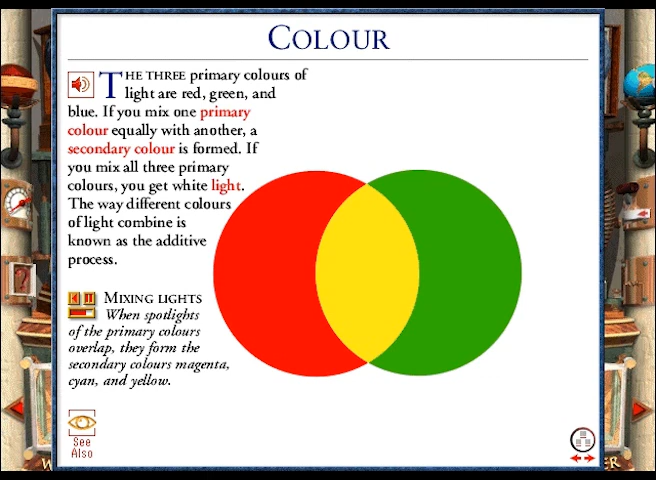 COLOUR
THE THREE primary colours of
light are red, green, and
blue. If you mix one primary
colour equally with another, a
secondary colour is formed. If
you mix all three primary
colours, you get white light.
The way different colours
of light combine is
known as the additive
process.
MIXING LIGHTS
When spotlights
of the primary colours
overlap, they form the
secondary colours magenta,
cyan, and yellow.
See
Also